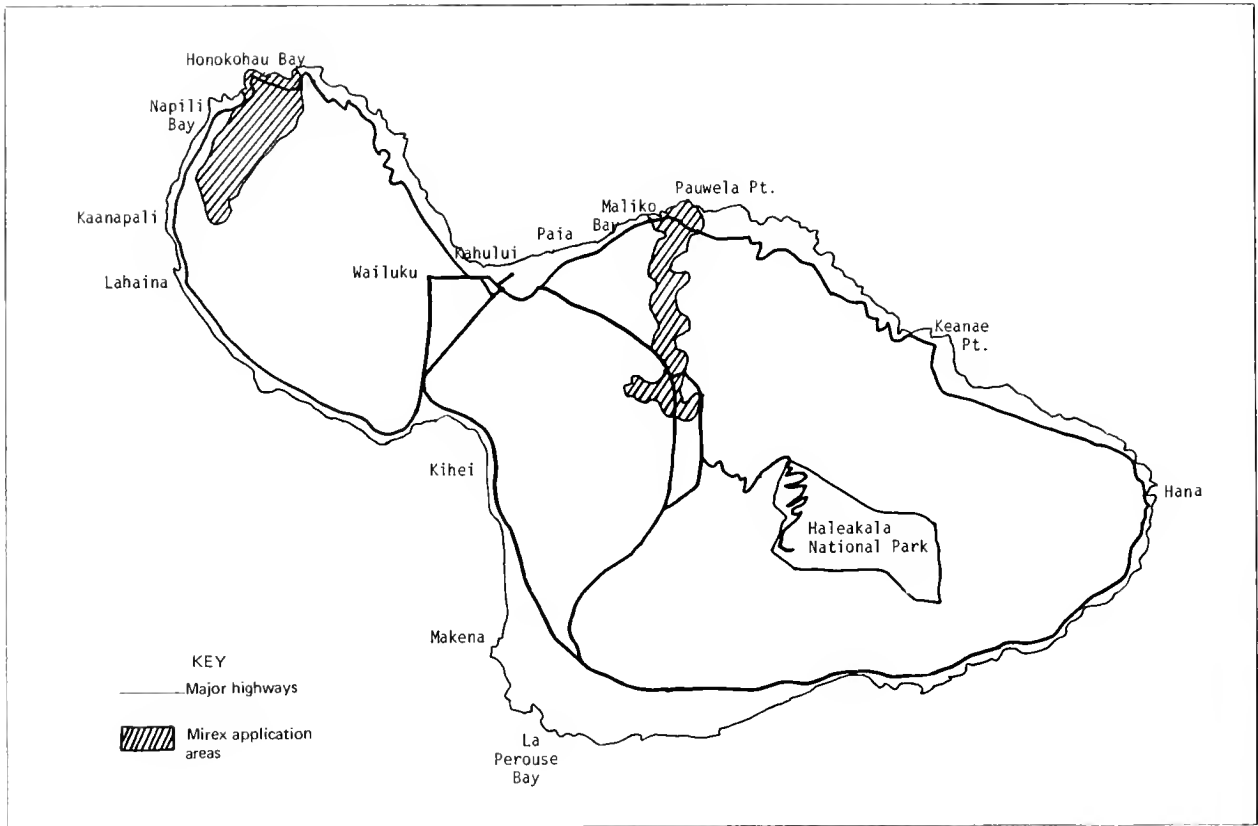 Honokohau Bay
Napili
Bay
Kaanapali
Lahaina
Wailuku
Kahului
Paia
Maliko
Bay
Pauwela Pt.
Keanae
Pt.
Hana
Kihei
Haleakala
National Park
Makena
La
Perouse
Bay
KEY
Major highways
Mirex application
areas